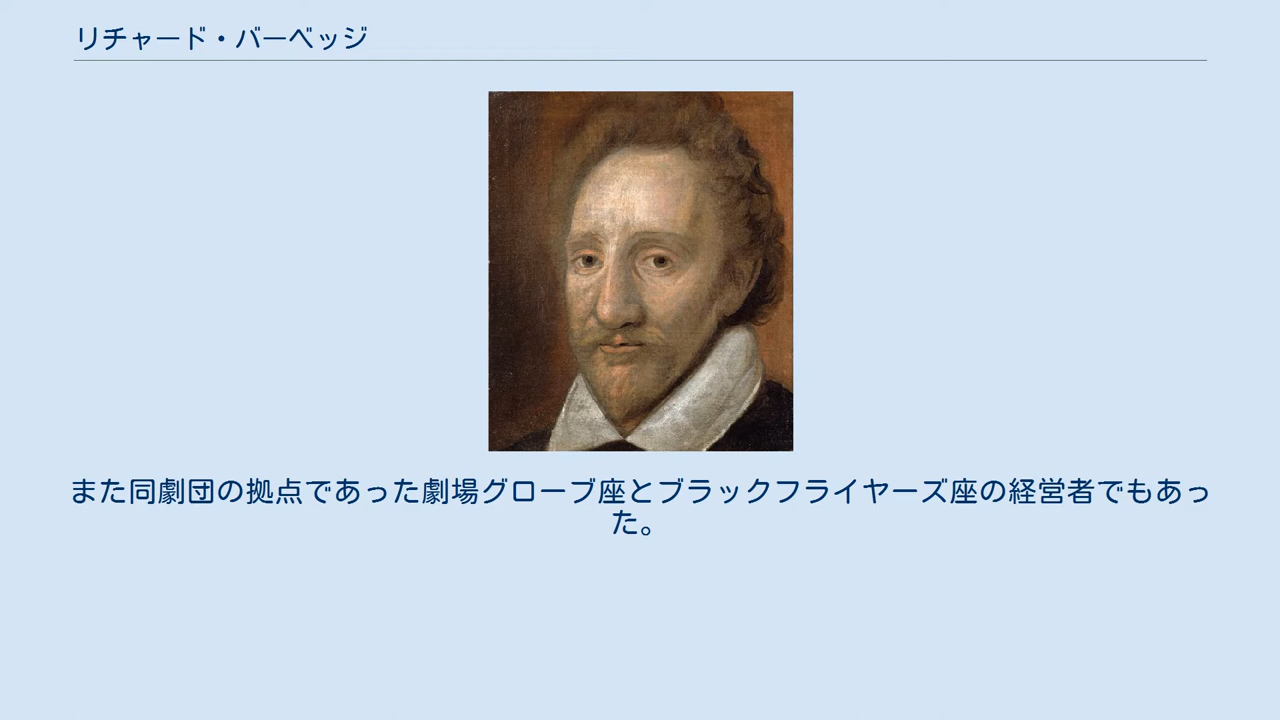 リチャード・バーベッジ
また同劇団の拠点であった劇場グローブ座とブラックフライヤーズ座の経営者でもあっ
た。